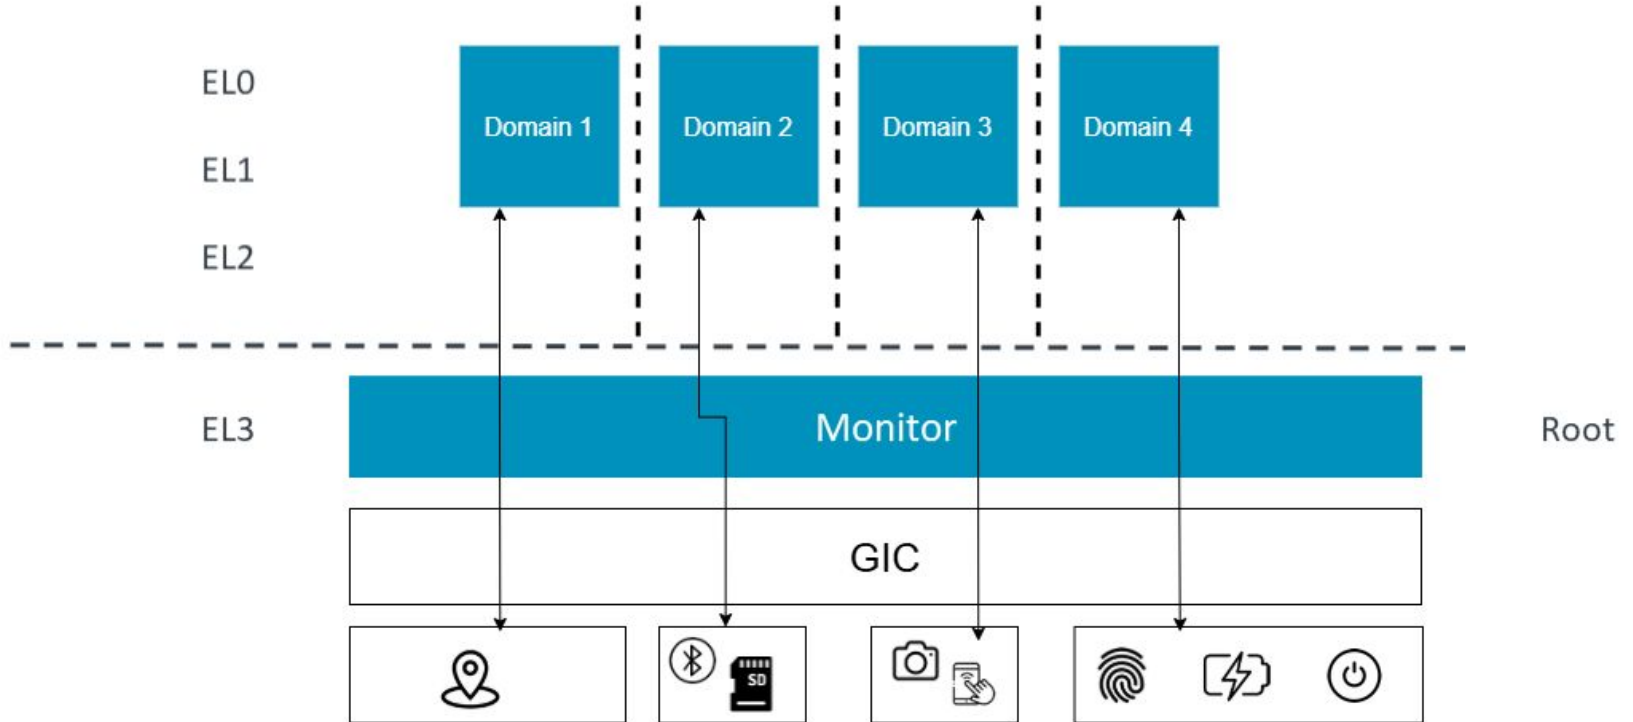 EL0
Domain 1
Domain 2
Domain 3
Domain 4
EL1
EL2
EL3
Monitor
Root
GIC
SD